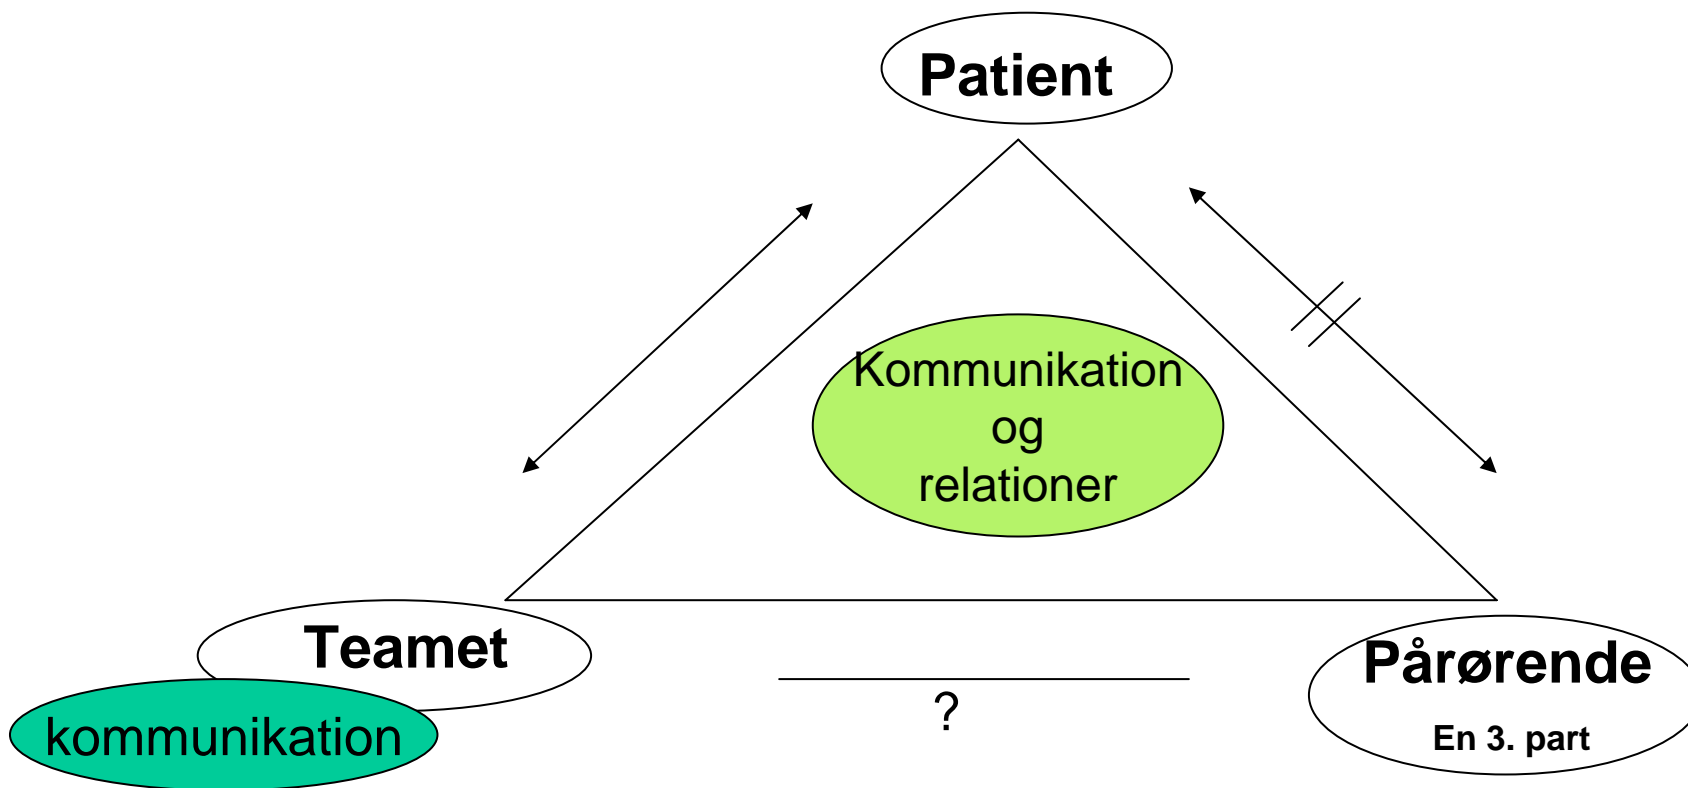 Patient
Kommunikation
og
relationer
Teamet
kommunikation
?
Pårørende
En 3. part